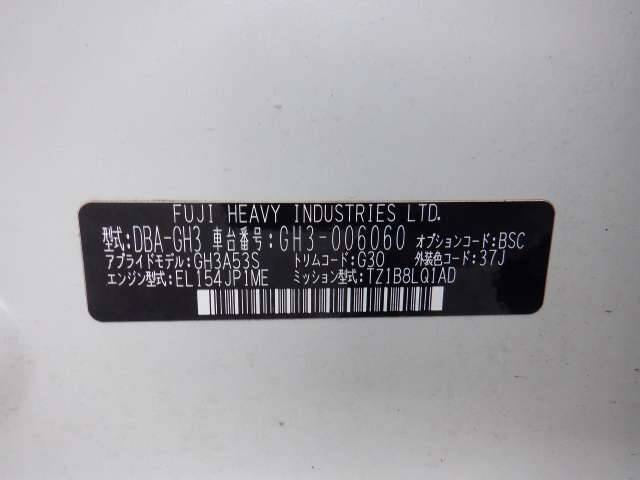 FUJI HEAVY INDUSTRIES LTD.
型式:DBA-GH3 車台番号:GH3-006060 オプションコード:BSC
アプライドモデル:GH3A53S トリムコード:G30 外装色コード:37J
エンジン型式:EL154JP1ME ミッション型式:TZ1B8LQ1AD